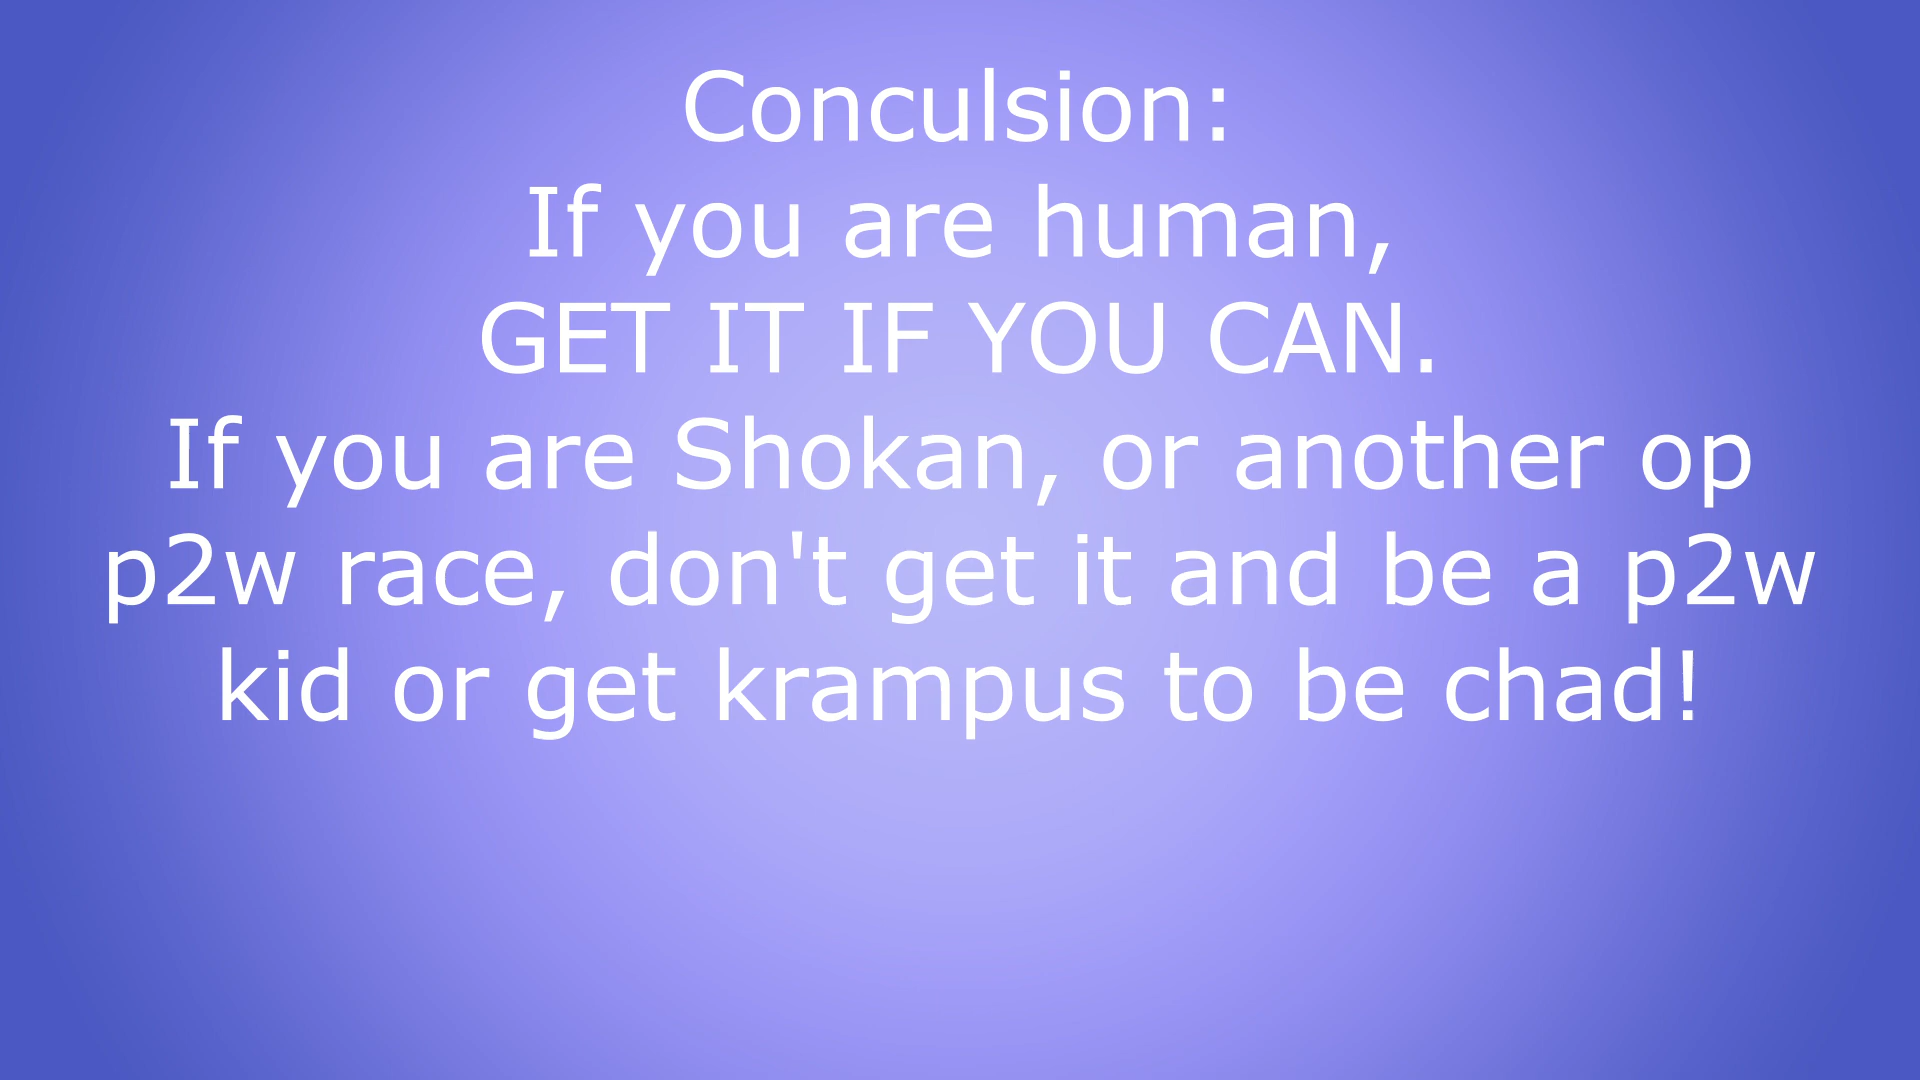 Conculsion:
If you are human,
GET IT IF YOU CAN.
If you are Shokan, or another op
p2w race, don't get it and be a p2w
kid or get krampus to be chad!